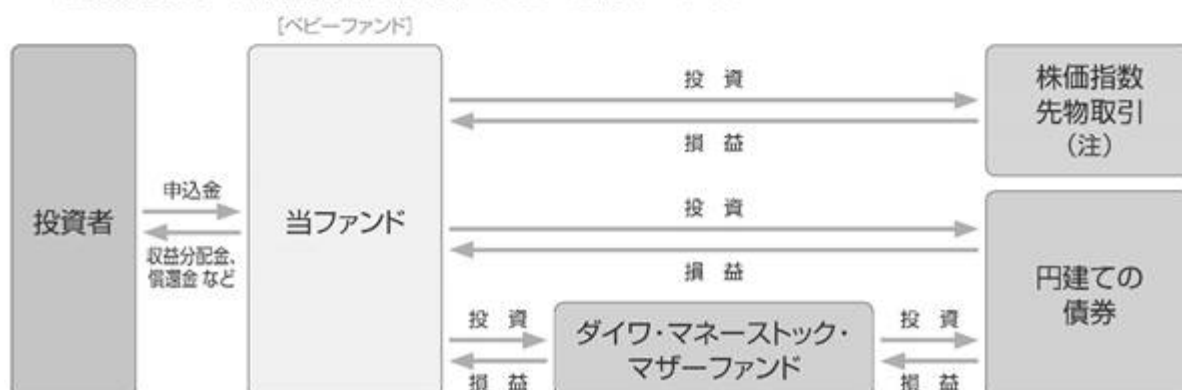 [ベビーファンド]
投資者
申込金
収益分配金、
償還金 など
当ファンド
投 資
損 益
株価指数
先物取引
(注)
投 資
損 益
円建ての
債券
投 資
損 益
ダイワ・マネーストック・
マザーファンド
投 資
損 益